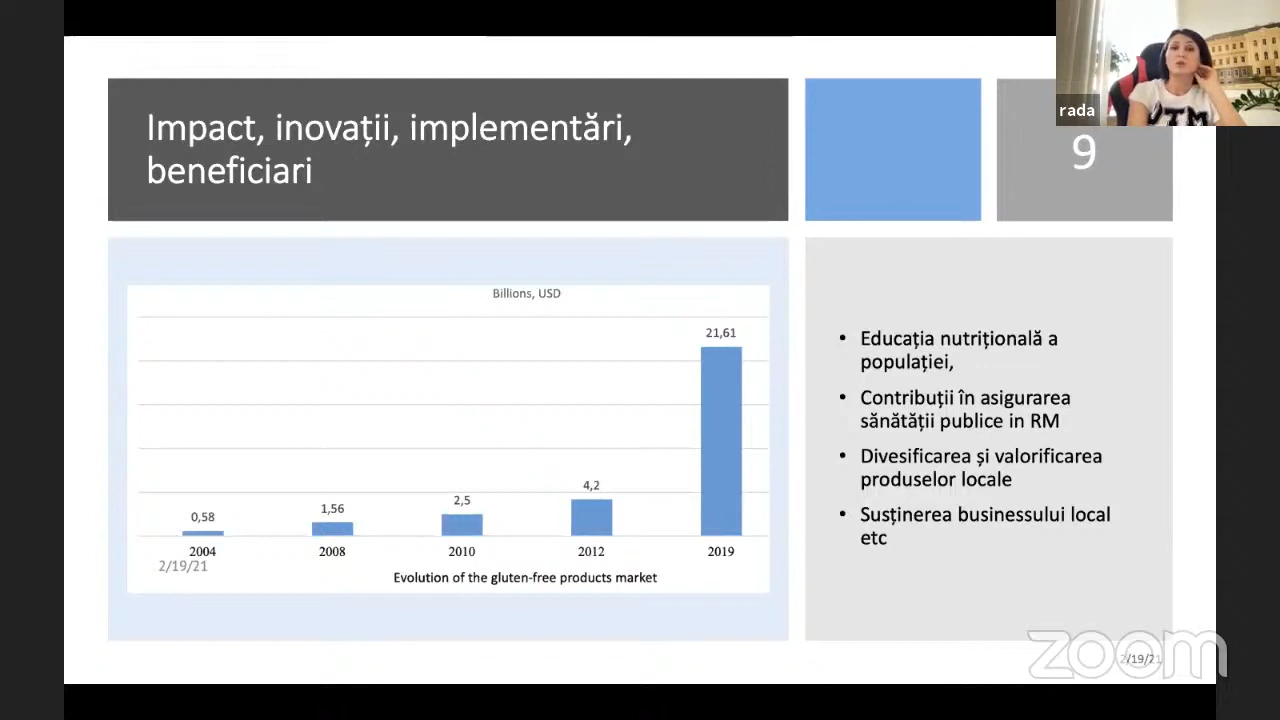 rada
UTM
Impact, inovații, implementări,
beneficiari
9
Billions, USD
21,61
4,2
2,5
1,56
0,58
2004
2008
2010
2012
2019
2/19/21
Evolution of the gluten-free products market
• Educația nutrițională a
populației,
• Contribuții în asigurarea
sănătății publice in RM
• Divesificarea și valorificarea
produselor locale
• Susținerea businessului local
etc
zoom
2/19/21